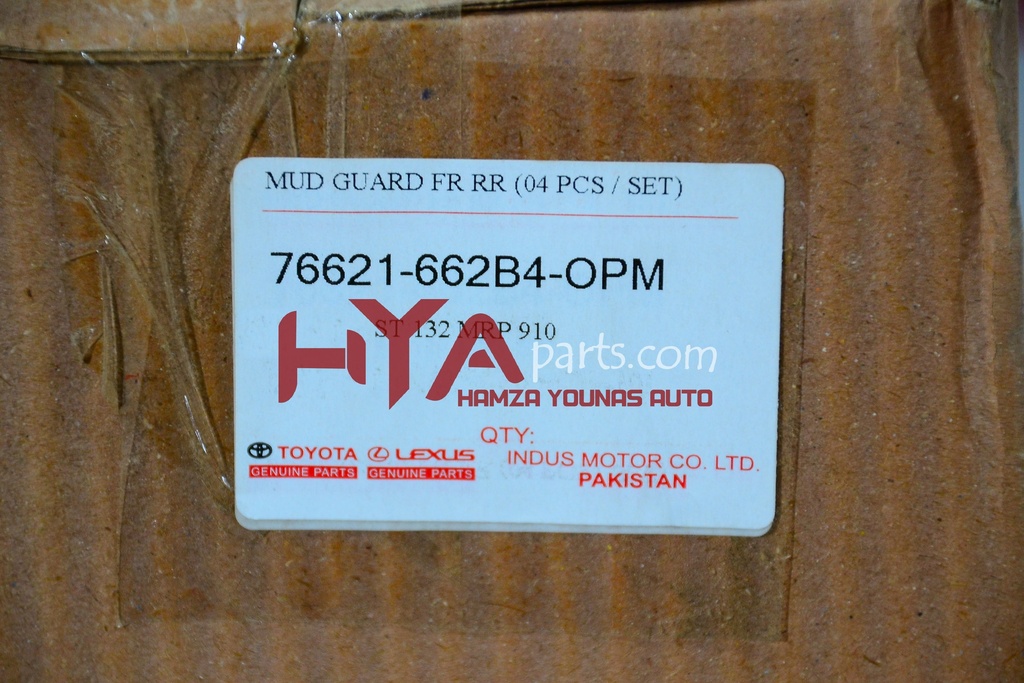 MUD GUARD FR RR (04 PCS / SET)
76621-662B4-OPM
ST 132 MRP 910
HYA parts.com
HAMZA YOUNAS AUTO
QTY:
TOYOTA LEXUS
GENUINE PARTS GENUINE PARTS
INDUS MOTOR CO. LTD.
PAKISTAN